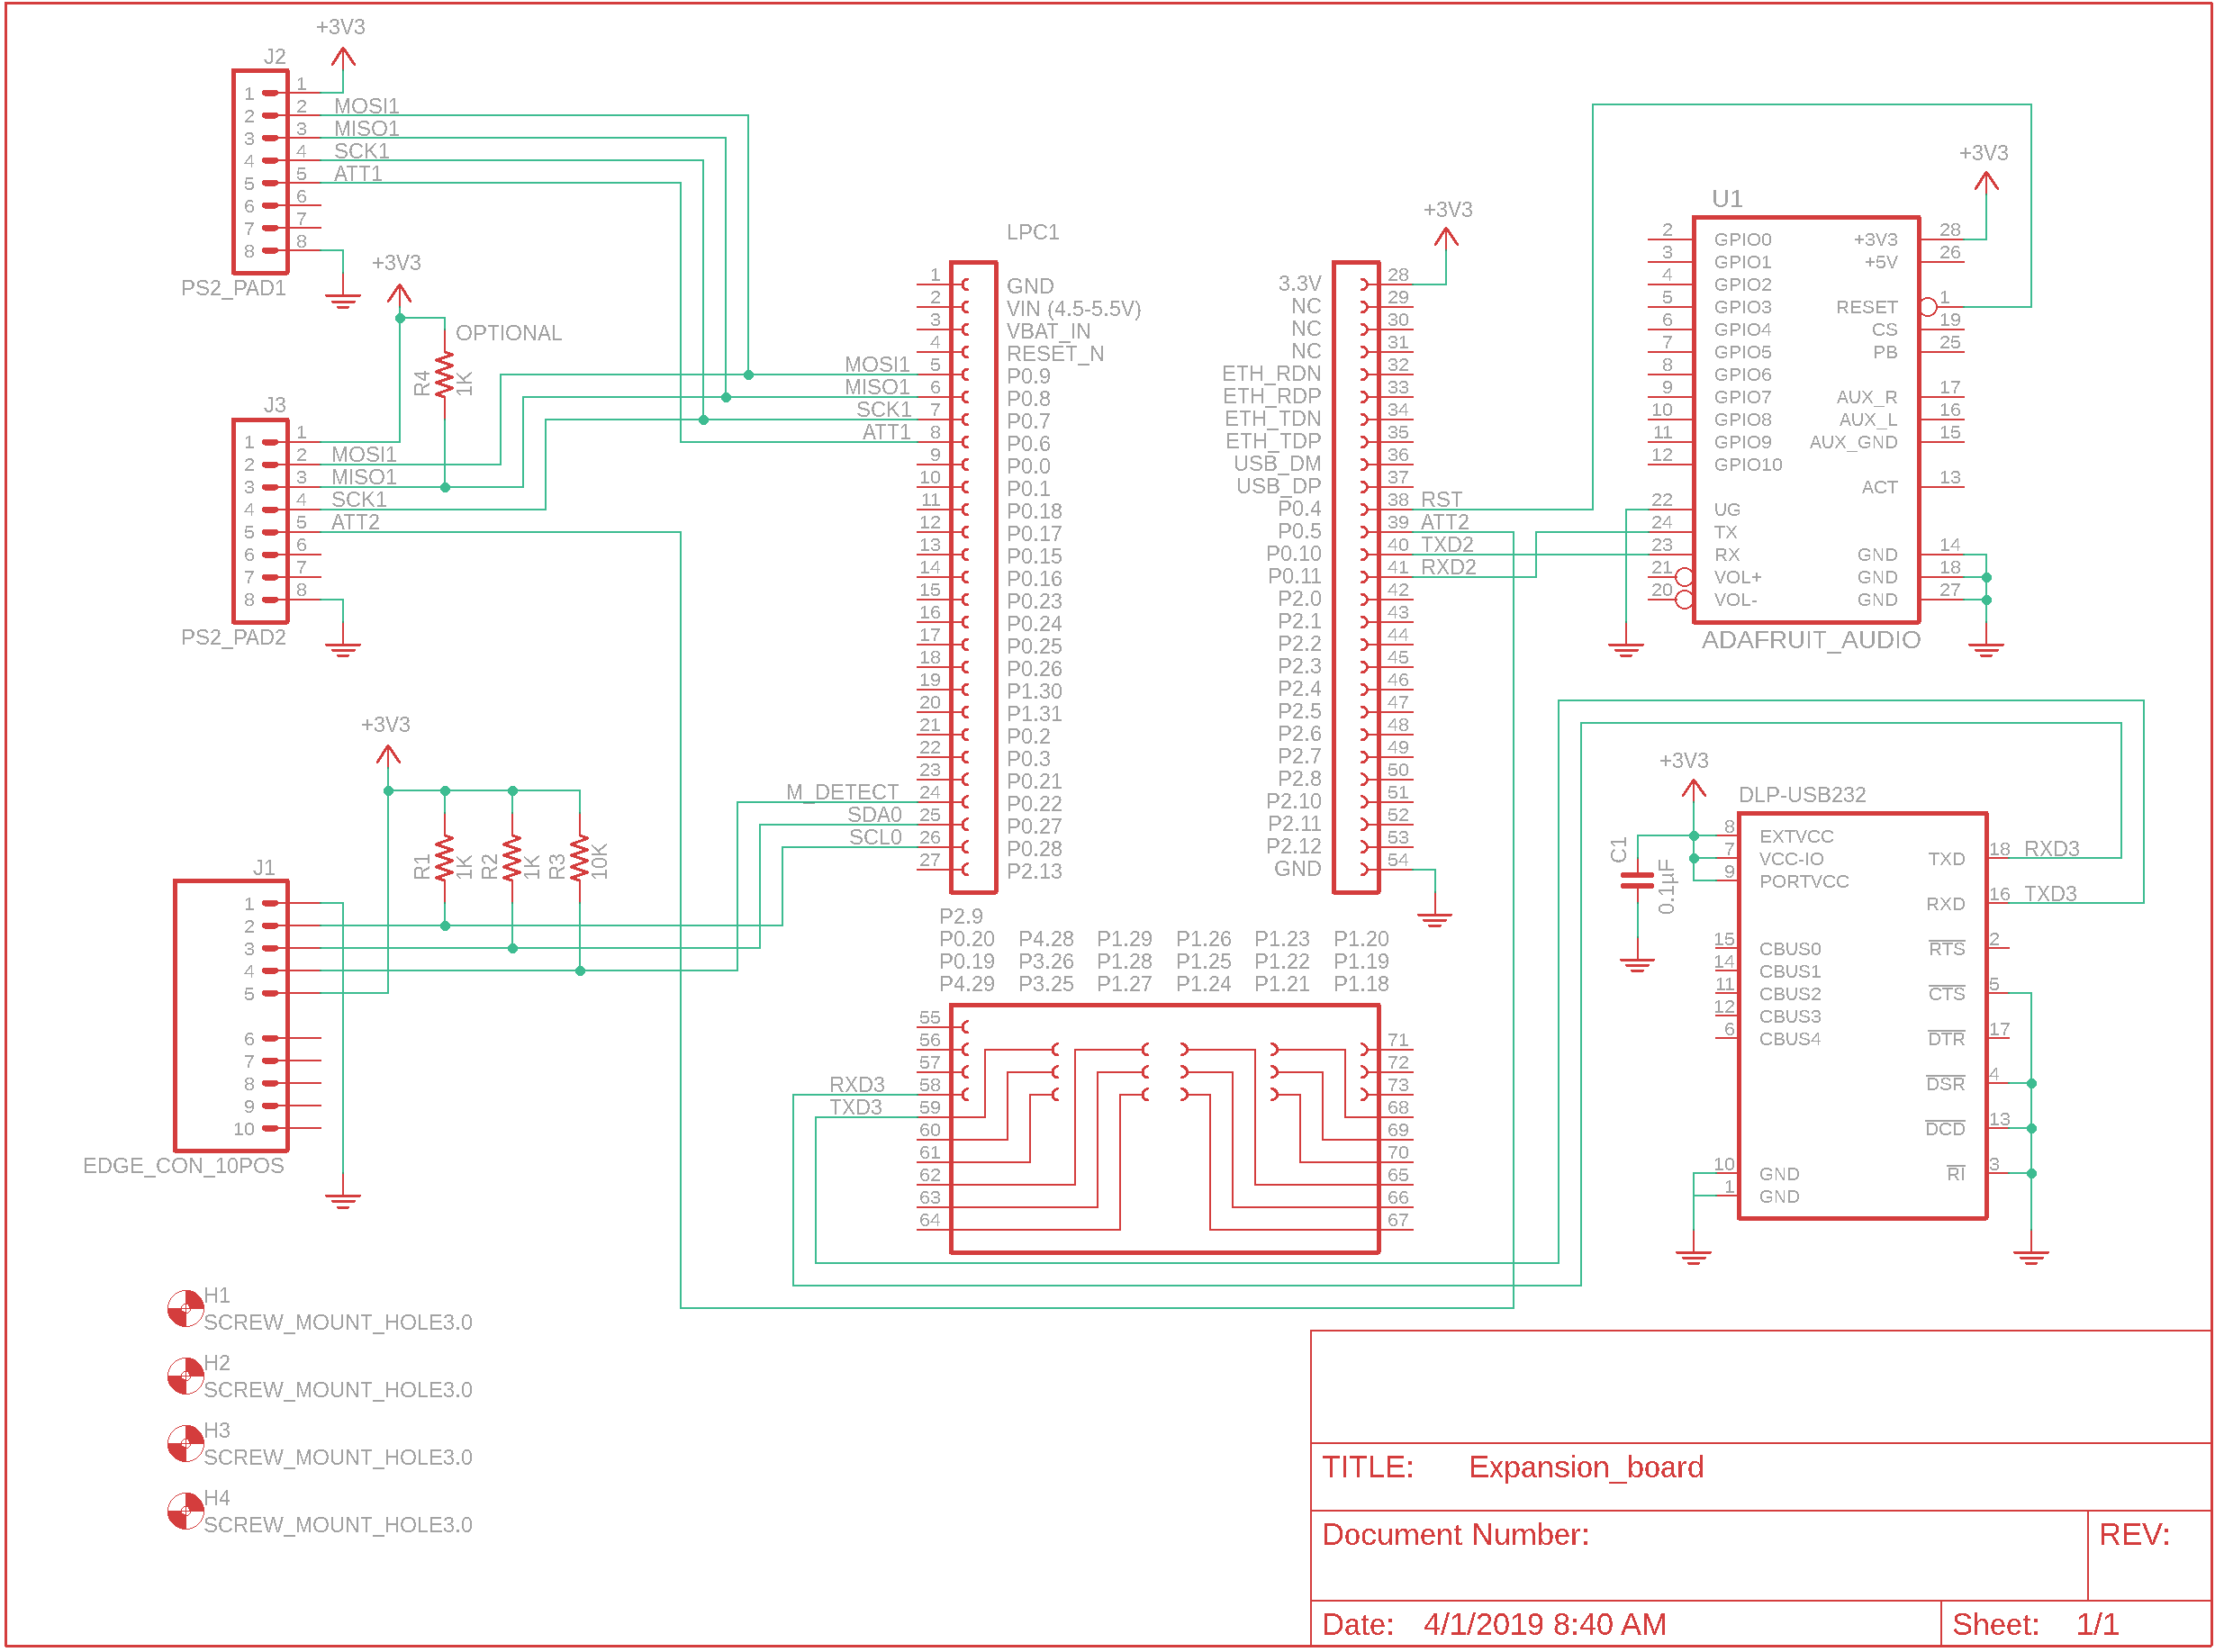 +3V3
J2
1 1
2 2 MOSI1
3 3 MISO1
4 4 SCK1
5 5 ATT1
6 6
7 7
8 8
PS2_PAD1
+3V3
OPTIONAL
R4
1K
J3
1 1
2 2 MOSI1
3 3 MISO1
4 4 SCK1
5 5 ATT2
6 6
7 7
8 8
PS2_PAD2
+3V3
R1
1K
R2
1K
R3
10K
J1
1
2
3
4
5
6
7
8
9
10
EDGE_CON_10POS
H1
SCREW_MOUNT_HOLE3.0
H2
SCREW_MOUNT_HOLE3.0
H3
SCREW_MOUNT_HOLE3.0
H4
SCREW_MOUNT_HOLE3.0
LPC1
1 GND
2 VIN (4.5-5.5V)
3 VBAT_IN
4 RESET_N
MOSI1 5 P0.9
MISO1 6 P0.8
SCK1 7 P0.7
ATT1 8 P0.6
9 P0.0
10 P0.1
11 P0.18
12 P0.17
13 P0.15
14 P0.16
15 P0.23
16 P0.24
17 P0.25
18 P0.26
19 P1.30
20 P1.31
21 P0.2
22 P0.3
23 P0.21
M_DETECT 24 P0.22
SDA0 25 P0.27
SCL0 26 P0.28
27 P2.13
+3V3
3.3V 28
NC 29
NC 30
NC 31
ETH_RDN 32
ETH_RDP 33
ETH_TDN 34
ETH_TDP 35
USB_DM 36
USB_DP 37
P0.4 38 RST
P0.5 39 ATT2
P0.10 40 TXD2
P0.11 41 RXD2
P2.0 42
P2.1 43
P2.2 44
P2.3 45
P2.4 46
P2.5 47
P2.6 48
P2.7 49
P2.8 50
P2.10 51
P2.11 52
P2.12 53
GND 54
P2.9
P0.20 P4.28 P1.29 P1.26 P1.23 P1.20
P0.19 P3.26 P1.28 P1.25 P1.22 P1.19
P4.29 P3.25 P1.27 P1.24 P1.21 P1.18
55
56 71
57 72
RXD3 58 73
TXD3 59 68
60 69
61 70
62 65
63 66
64 67
+3V3
U1
2 GPIO0 +3V3 28
3 GPIO1 +5V 26
4 GPIO2
5 GPIO3 RESET 1
6 GPIO4 CS 19
7 GPIO5 PB 25
8 GPIO6
9 GPIO7 AUX_R 17
10 GPIO8 AUX_L 16
11 GPIO9 AUX_GND 15
12 GPIO10
ACT 13
22 UG
24 TX
23 RX GND 14
21 VOL+ GND 18
20 VOL- GND 27
ADAFRUIT_AUDIO
+3V3
DLP-USB232
C1
0.1µF
8 EXTVCC
7 VCC-IO TXD 18 RXD3
9 PORTVCC
RXD 16 TXD3
15 CBUS0 RTS 2
14 CBUS1
11 CBUS2 CTS 5
12 CBUS3
6 CBUS4 DTR 17
DSR 4
DCD 13
10 GND RI 3
1 GND
TITLE: Expansion_board
Document Number:
REV:
Date: 4/1/2019 8:40 AM
Sheet: 1/1